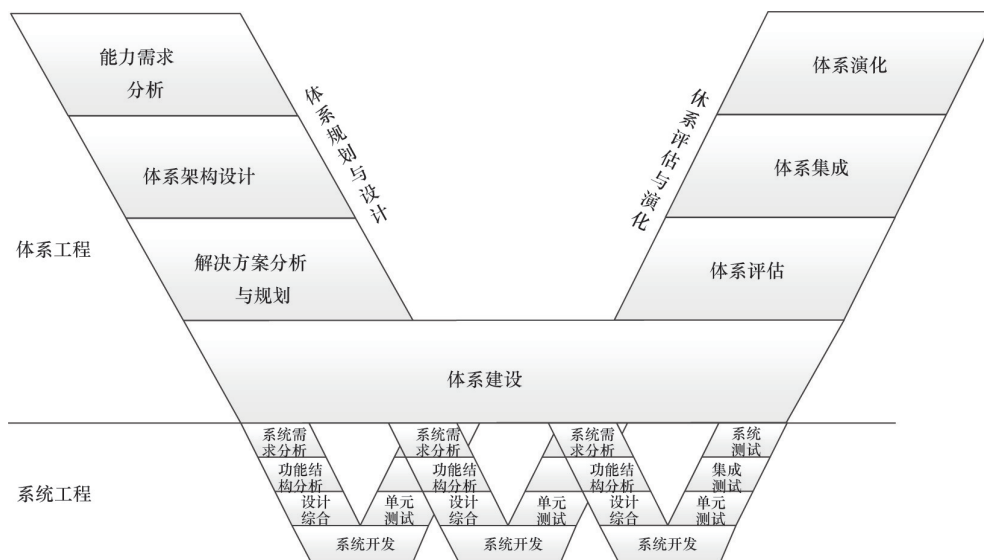 能力需求
分析
体系架构设计
解决方案分析
与规划
体系规划与设计
体系演化
体系集成
体系评估
体系评估与演化
体系工程
体系建设
系统工程
系统需
求分析
功能结
构分析
设计
综合
单元
测试
系统开发
系统需
求分析
功能结
构分析
设计
综合
单元
测试
系统开发
系统需
求分析
功能结
构分析
设计
综合
系统
测试
集成
测试
单元
测试
系统开发